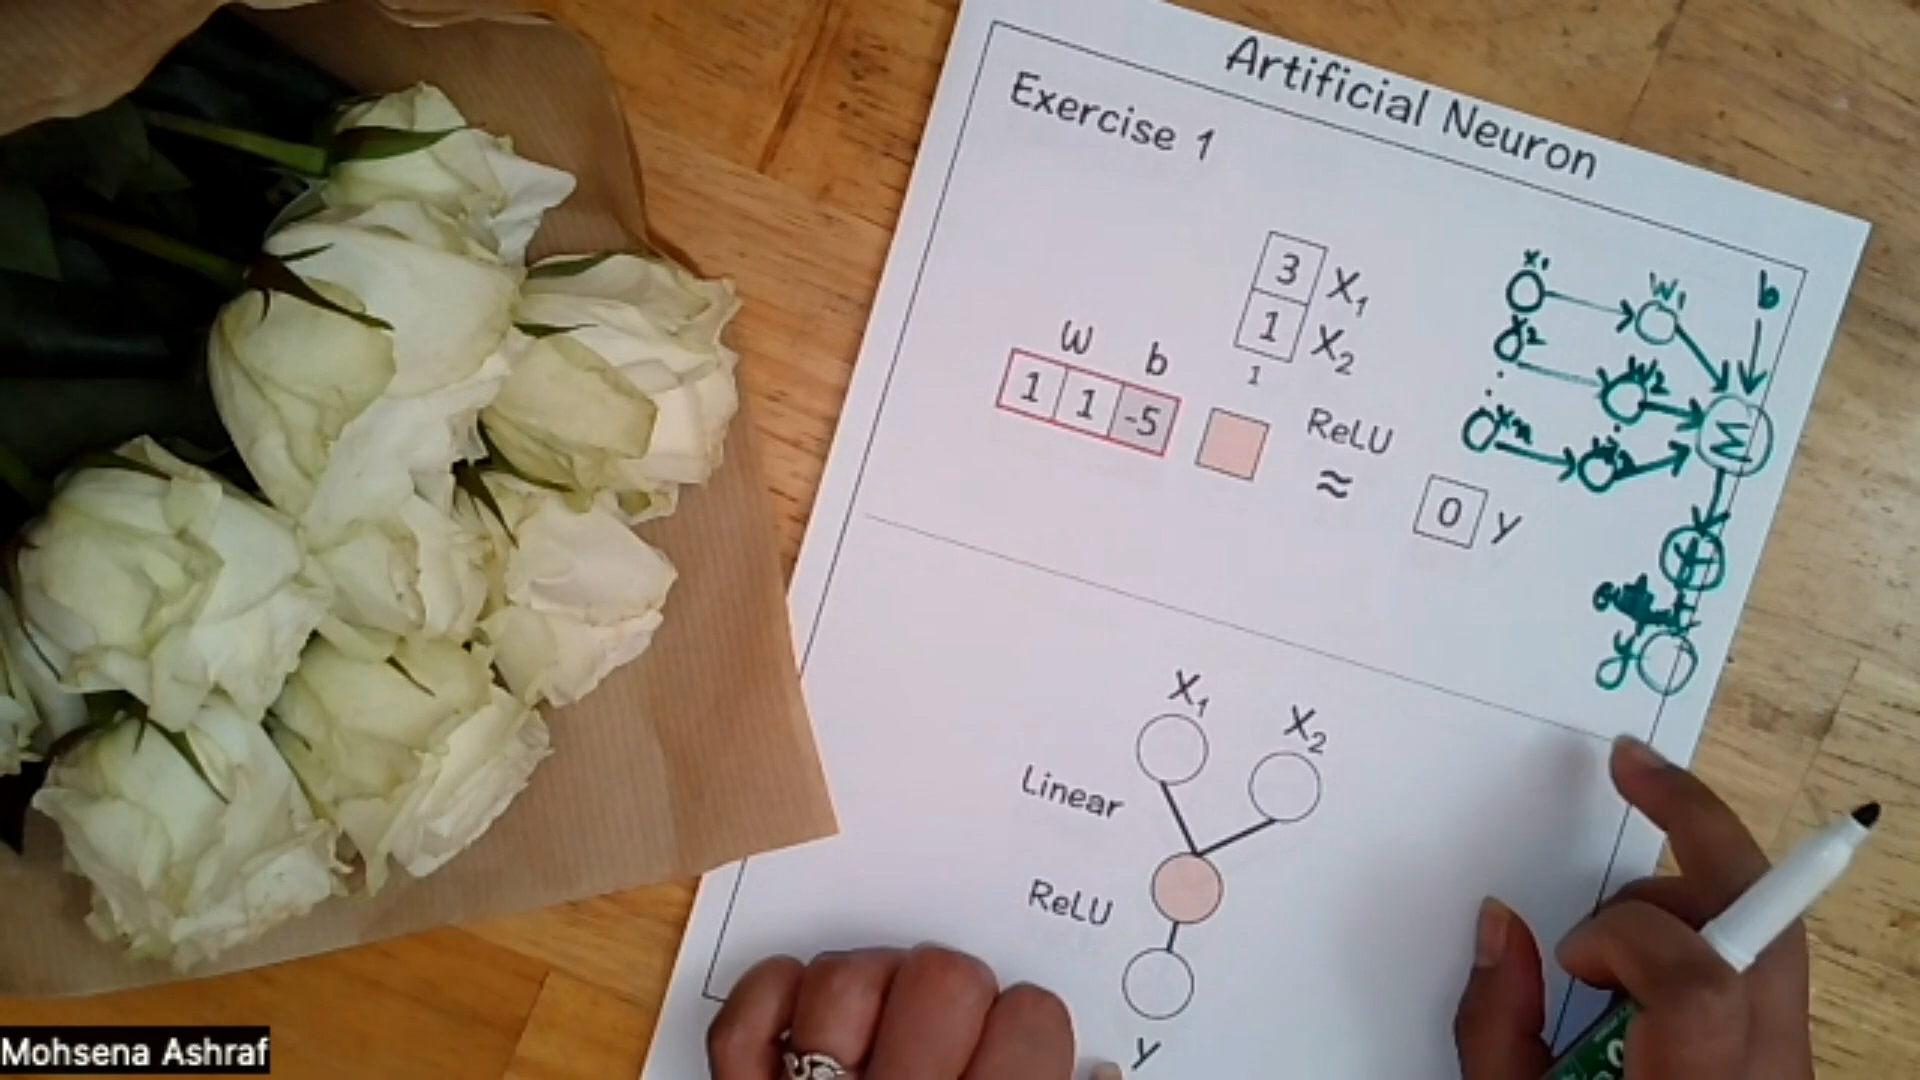 Artificial Neuron
Exercise 1
3 X1
1 X2
1
W b
1 1 -5
ReLU
≈
0 y
x1 W1 b
x2 W2
xn
Σ
y
X1 X2
Linear
ReLU
y
Mohsena Ashraf